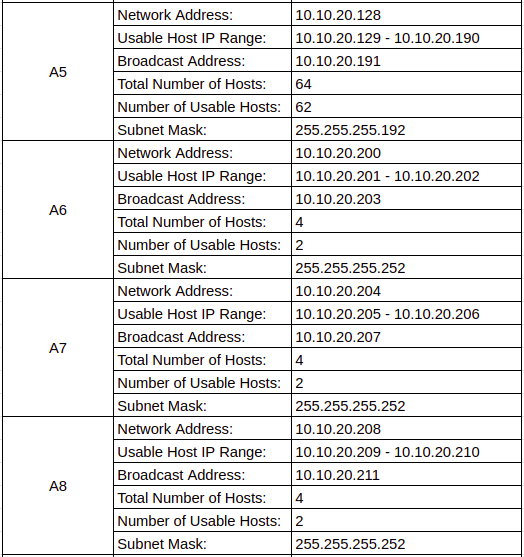 A5
Network Address: 10.10.20.128
Usable Host IP Range: 10.10.20.129 - 10.10.20.190
Broadcast Address: 10.10.20.191
Total Number of Hosts: 64
Number of Usable Hosts: 62
Subnet Mask: 255.255.255.192
A6
Network Address: 10.10.20.200
Usable Host IP Range: 10.10.20.201 - 10.10.20.202
Broadcast Address: 10.10.20.203
Total Number of Hosts: 4
Number of Usable Hosts: 2
Subnet Mask: 255.255.255.252
A7
Network Address: 10.10.20.204
Usable Host IP Range: 10.10.20.205 - 10.10.20.206
Broadcast Address: 10.10.20.207
Total Number of Hosts: 4
Number of Usable Hosts: 2
Subnet Mask: 255.255.255.252
A8
Network Address: 10.10.20.208
Usable Host IP Range: 10.10.20.209 - 10.10.20.210
Broadcast Address: 10.10.20.211
Total Number of Hosts: 4
Number of Usable Hosts: 2
Subnet Mask: 255.255.255.252